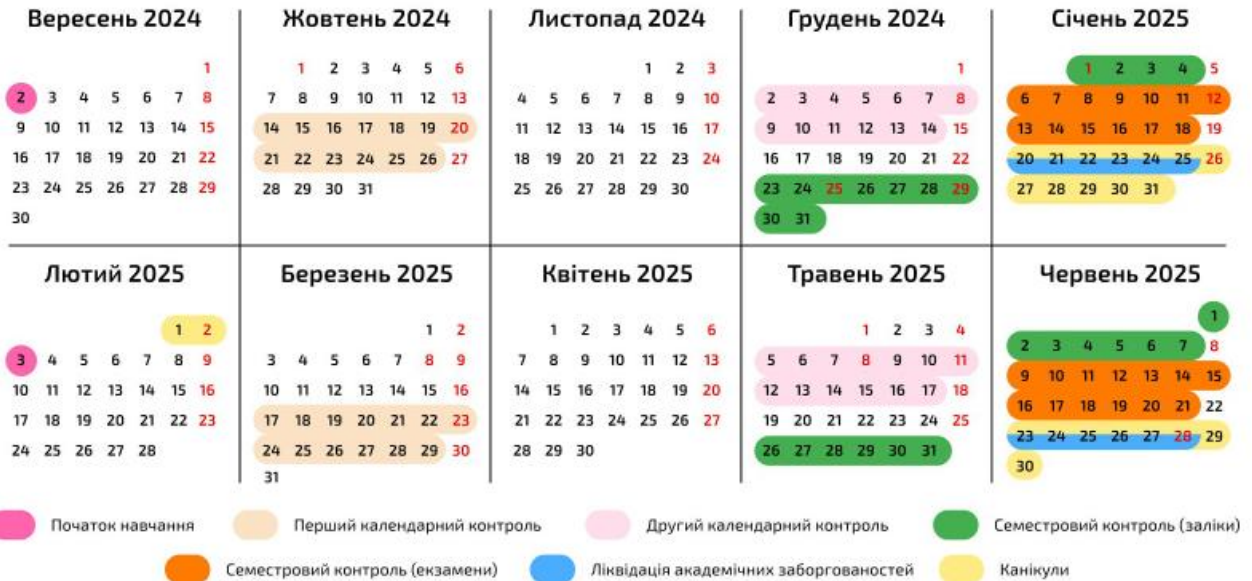 Вересень 2024
1
2 3 4 5 6 7 8
9 10 11 12 13 14 15
16 17 18 19 20 21 22
23 24 25 26 27 28 29
30
Жовтень 2024
1 2 3 4 5 6
7 8 9 10 11 12 13
14 15 16 17 18 19 20
21 22 23 24 25 26 27
28 29 30 31
Листопад 2024
1 2 3
4 5 6 7 8 9 10
11 12 13 14 15 16 17
18 19 20 21 22 23 24
25 26 27 28 29 30
Грудень 2024
1
2 3 4 5 6 7 8
9 10 11 12 13 14 15
16 17 18 19 20 21 22
23 24 25 26 27 28 29
30 31
Січень 2025
1 2 3 4 5
6 7 8 9 10 11 12
13 14 15 16 17 18 19
20 21 22 23 24 25 26
27 28 29 30 31
Лютий 2025
1 2
3 4 5 6 7 8 9
10 11 12 13 14 15 16
17 18 19 20 21 22 23
24 25 26 27 28
Березень 2025
1 2
3 4 5 6 7 8 9
10 11 12 13 14 15 16
17 18 19 20 21 22 23
24 25 26 27 28 29 30
31
Квітень 2025
1 2 3 4 5 6
7 8 9 10 11 12 13
14 15 16 17 18 19 20
21 22 23 24 25 26 27
28 29 30
Травень 2025
1 2 3 4
5 6 7 8 9 10 11
12 13 14 15 16 17 18
19 20 21 22 23 24 25
26 27 28 29 30 31
Червень 2025
1
2 3 4 5 6 7 8
9 10 11 12 13 14 15
16 17 18 19 20 21 22
23 24 25 26 27 28 29
30
Початок навчання
Перший календарний контроль
Другий календарний контроль
Семестровий контроль (заліки)
Семестровий контроль (екзамени)
Ліквідація академічних заборгованостей
Канікули